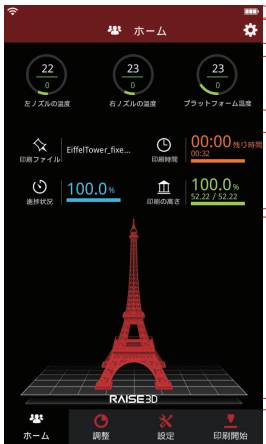 ホーム
22
0
23
0
23
0
左ノズルの温度
右ノズルの温度
プラットフォーム温度
印刷ファイル
EiffelTower_fixe...
印刷時間
00:00 残り時間
00:32
進捗状況
100.0%
印刷の高さ
100.0%
52.22 / 52.22
RAISE3D
ホーム
調整
設定
印刷開始